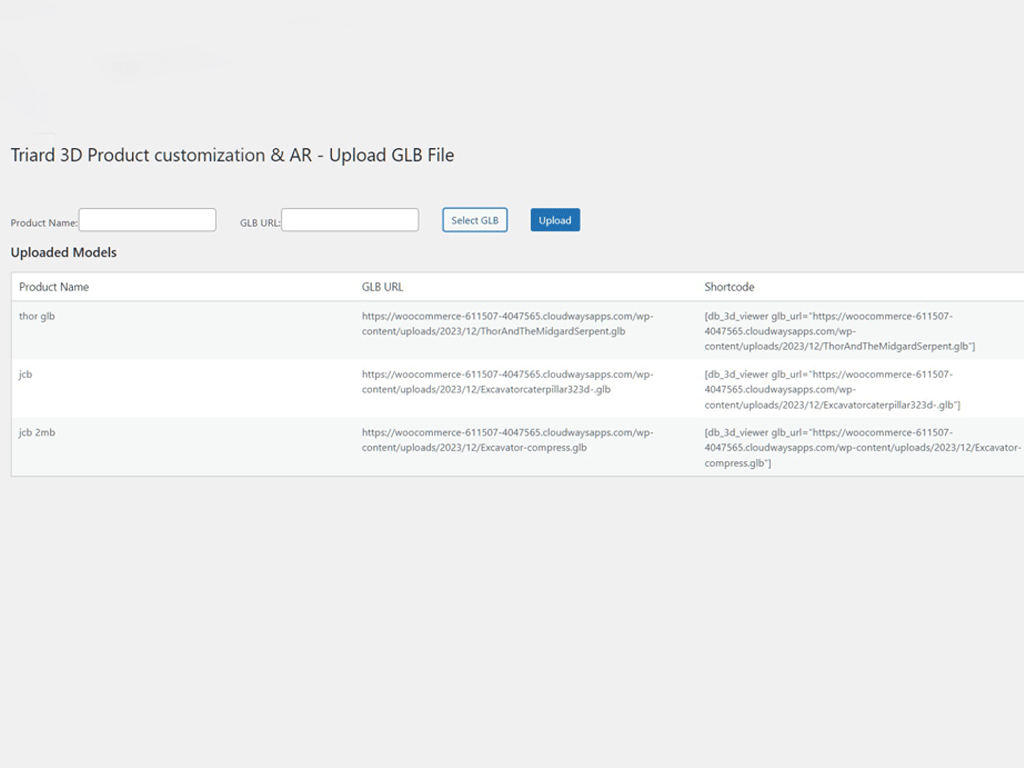 Triard 3D Product customization & AR - Upload GLB File
Product Name: GLB URL: Select GLB Upload
Uploaded Models
Product Name GLB URL Shortcode
thor glb https://woocommerce-611507-4047565.cloudwaysapps.com/wp- [db_3d_viewer glb_url="https://woocommerce-611507-
content/uploads/2023/12/ThorAndTheMidgardSerpent.glb 4047565.cloudwaysapps.com/wp-
content/uploads/2023/12/ThorAndTheMidgardSerpent.glb"]
jcb https://woocommerce-611507-4047565.cloudwaysapps.com/wp- [db_3d_viewer glb_url="https://woocommerce-611507-
content/uploads/2023/12/Excavatorcaterpillar323d-.glb 4047565.cloudwaysapps.com/wp-
content/uploads/2023/12/Excavatorcaterpillar323d-.glb"]
jcb 2mb https://woocommerce-611507-4047565.cloudwaysapps.com/wp- [db_3d_viewer glb_url="https://woocommerce-611507-
content/uploads/2023/12/Excavator-compress.glb 4047565.cloudwaysapps.com/wp-content/uploads/2023/12/Excavator-
compress.glb"]